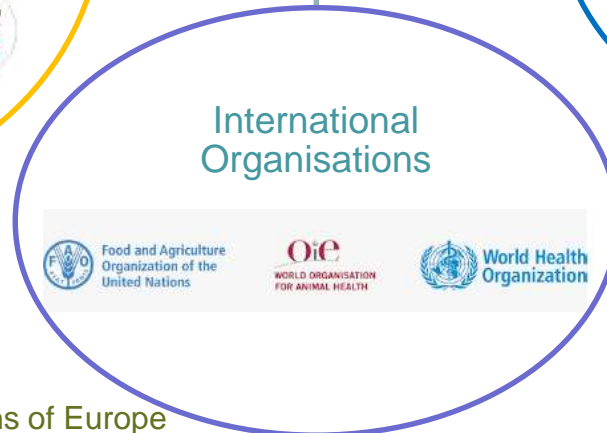 International
Organisations
Food and Agriculture
Organization of the
United Nations
OiE
WORLD ORGANISATION
FOR ANIMAL HEALTH
World Health
Organization
of Europe